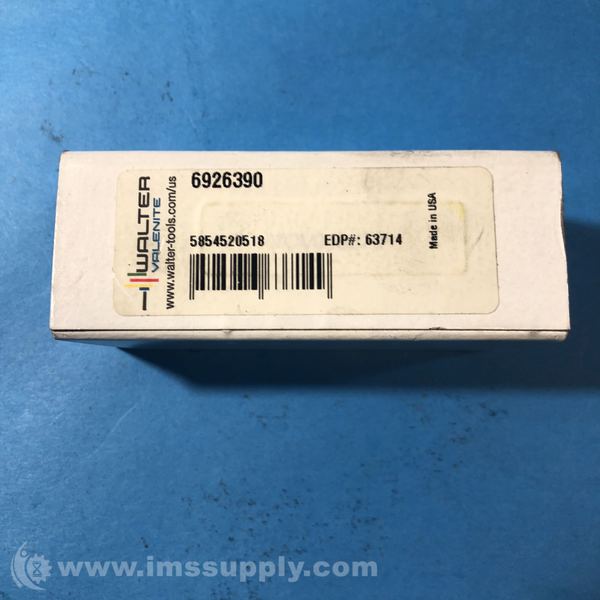 WALTER
VALENITE
www.walter-tools.com/us
6926390
5854520518
EDP#: 63714
Made in USA
www.imssupply.com